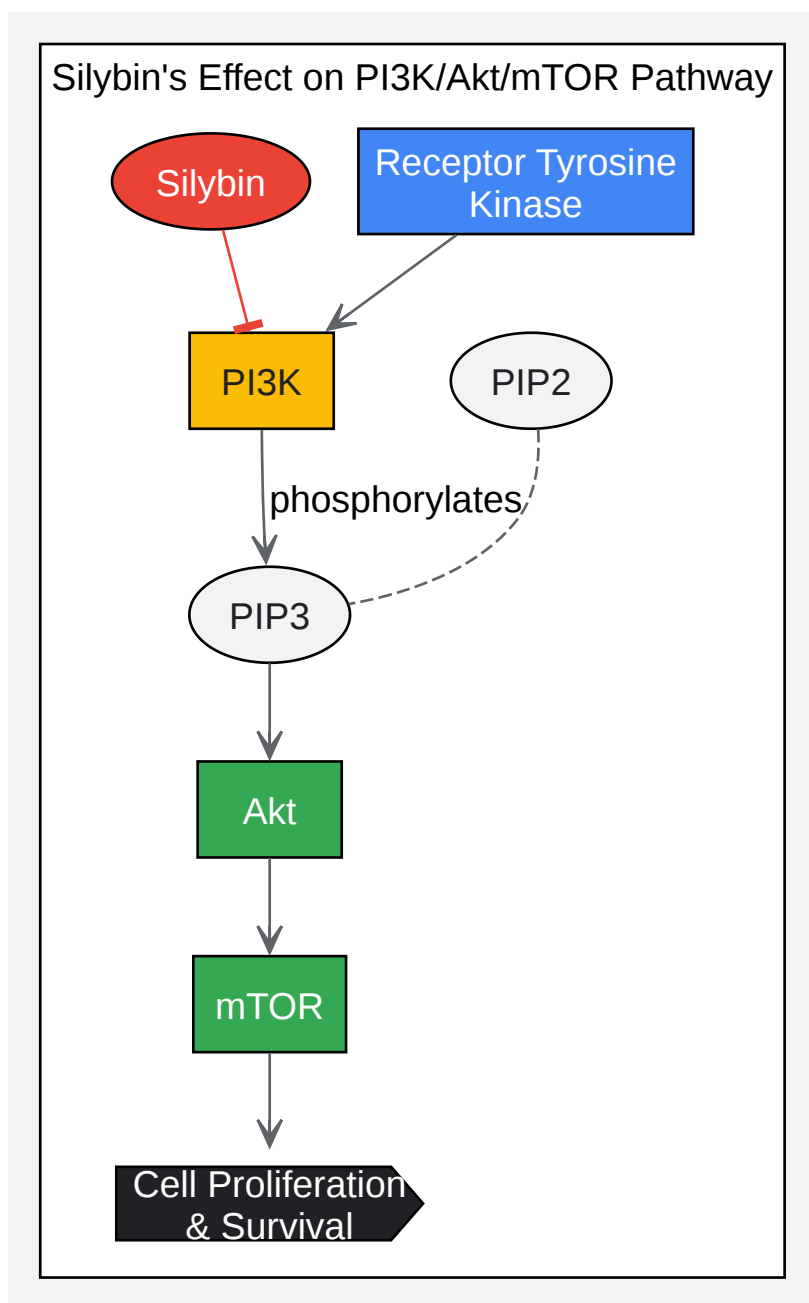 Silybin's Effect on PI3K/Akt/mTOR Pathway
Silybin
Receptor Tyrosine
Kinase
PI3K
PIP2
phosphorylates
PIP3
Akt
mTOR
Cell Proliferation
& Survival